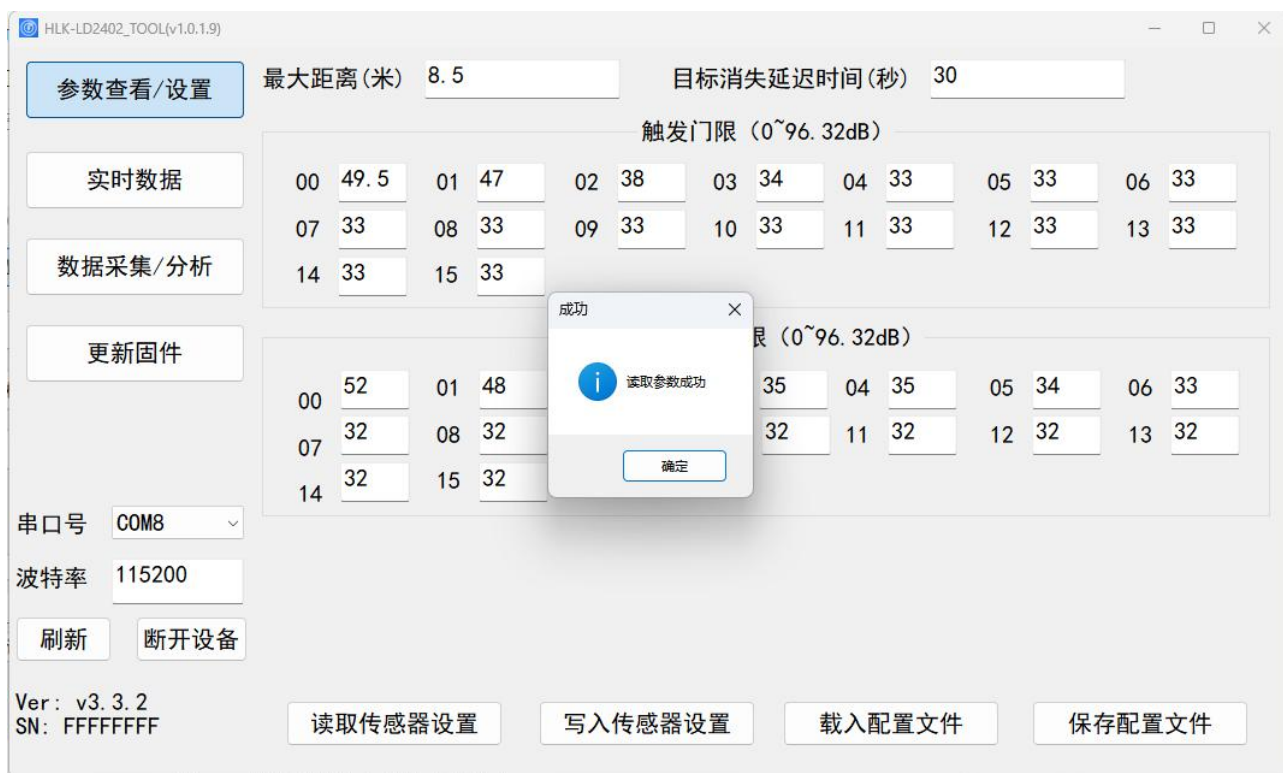 HLK-LD2402_TOOL(v1.0.1.9)
参数查看/设置 最大距离(米) 8.5 目标消失延迟时间(秒) 30
触发门限（0~96.32dB）
实时数据 00 49.5 01 47 02 38 03 34 04 33 05 33 06 33
07 33 08 33 09 33 10 33 11 33 12 33 13 33
数据采集/分析 14 33 15 33
成功
更新固件 限（0~96.32dB）
读取参数成功
00 52 01 48 35 04 35 05 34 06 33
07 32 08 32 32 11 32 12 32 13 32
确定
14 32 15 32
串口号 COM8
波特率 115200
刷新 断开设备
Ver: v3.3.2
SN: FFFFFFFF
读取传感器设置 写入传感器设置 载入配置文件 保存配置文件